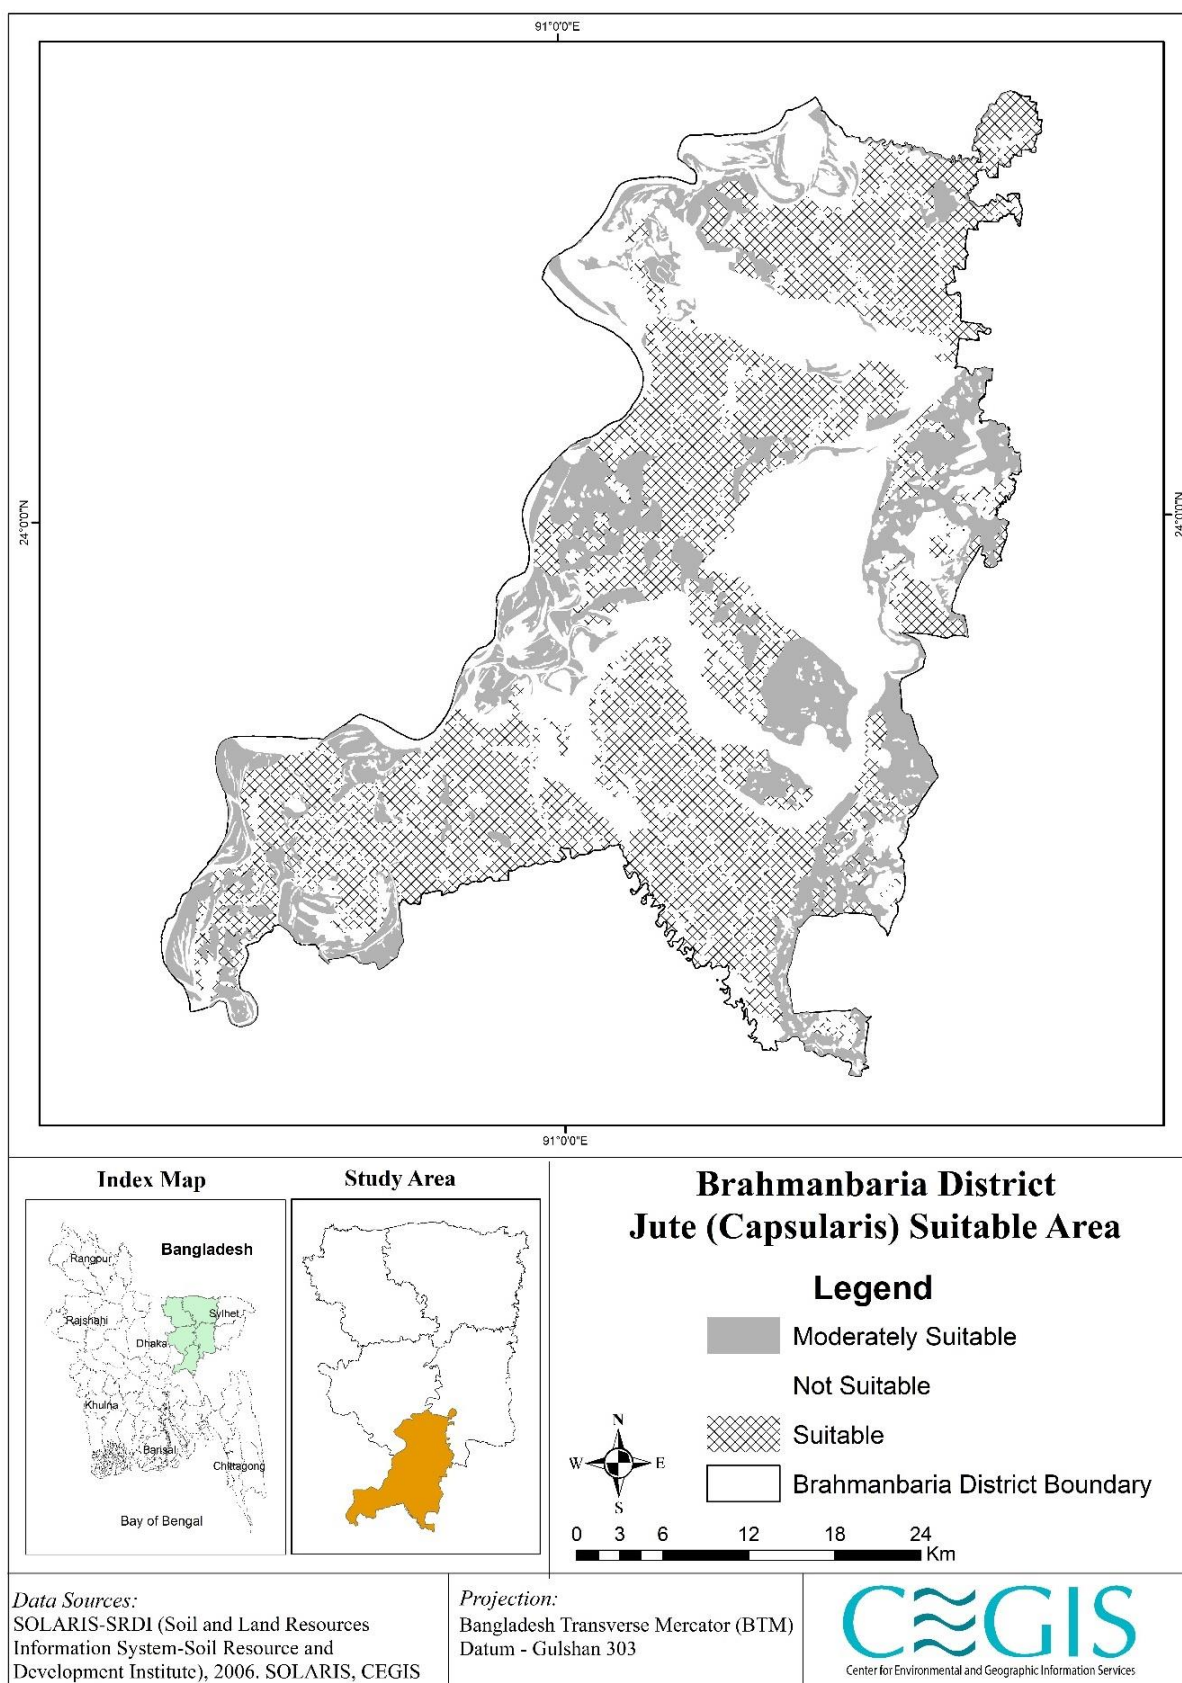 91°0'0"E
24°0'0"N
24°0'0"N
91°0'0"E
Index Map
Bangladesh
Rangpur
Rajshahi
Sylhet
Dhaka
Khulna
Barisal
Chittagong
Bay of Bengal
Study Area
Brahmanbaria District
Jute (Capsularis) Suitable Area
Legend
Moderately Suitable
Not Suitable
Suitable
Brahmanbaria District Boundary
N
W
E
S
0 3 6 12 18 24
Km
Data Sources:
SOLARIS-SRDI (Soil and Land Resources
Information System-Soil Resource and
Development Institute), 2006. SOLARIS, CEGIS
Projection:
Bangladesh Transverse Mercator (BTM)
Datum - Gulshan 303
CEGIS
Center for Environmental and Geographic Information Services